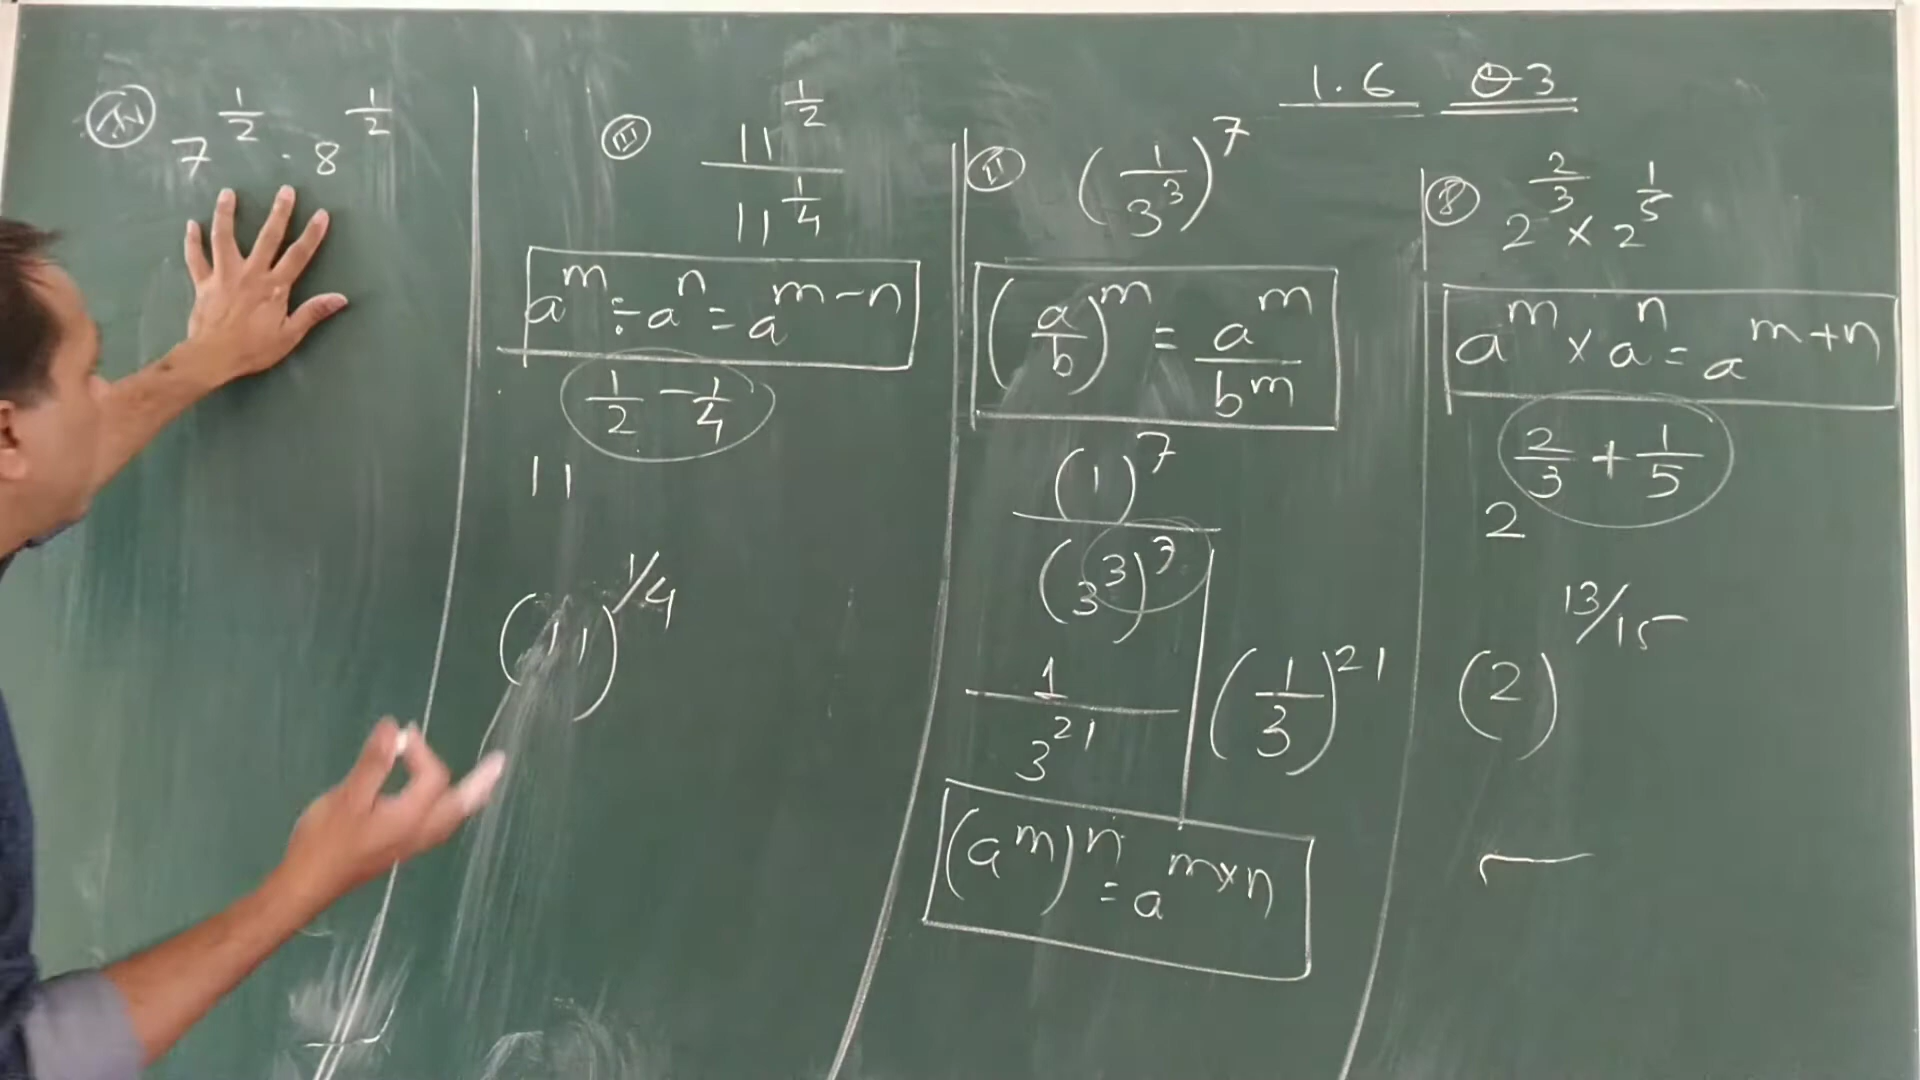 1.6 Q3
(iv) 7^{1/2} · 8^{1/2}
(iii) 11^{1/2} / 11^{1/4}
a^m ÷ a^n = a^{m-n}
11^{1/2 - 1/4}
(11)^{1/4}
(ii) (1/3^3)^7
(a/b)^m = a^m / b^m
(1)^7 / (3^3)^7
1 / 3^{21}
(1/3)^{21}
(a^m)^n = a^{m×n}
2^{2/3} × 2^{1/5}
a^m × a^n = a^{m+n}
2^{2/3 + 1/5}
(2)^{13/15}